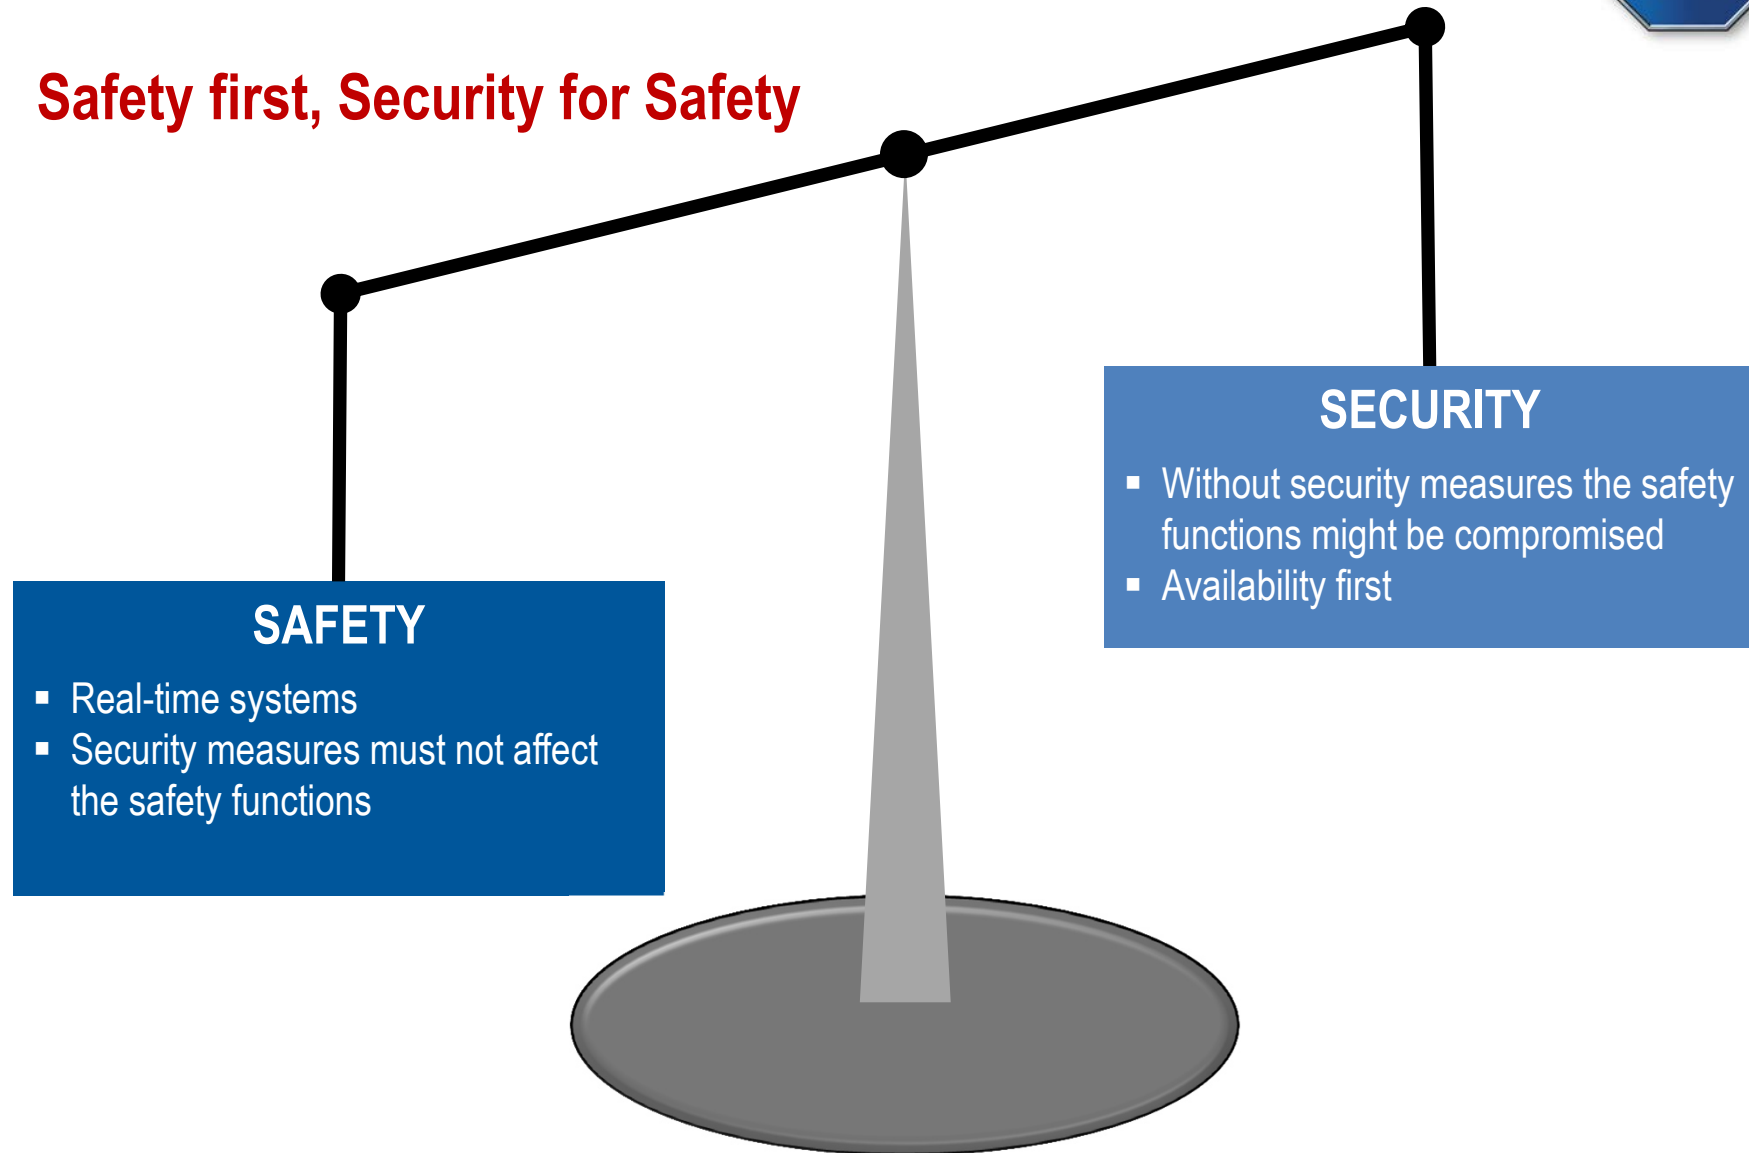 Safety first, Security for Safety
SECURITY
▪ Without security measures the safety
functions might be compromised
▪ Availability first
SAFETY
▪ Real-time systems
▪ Security measures must not affect
the safety functions